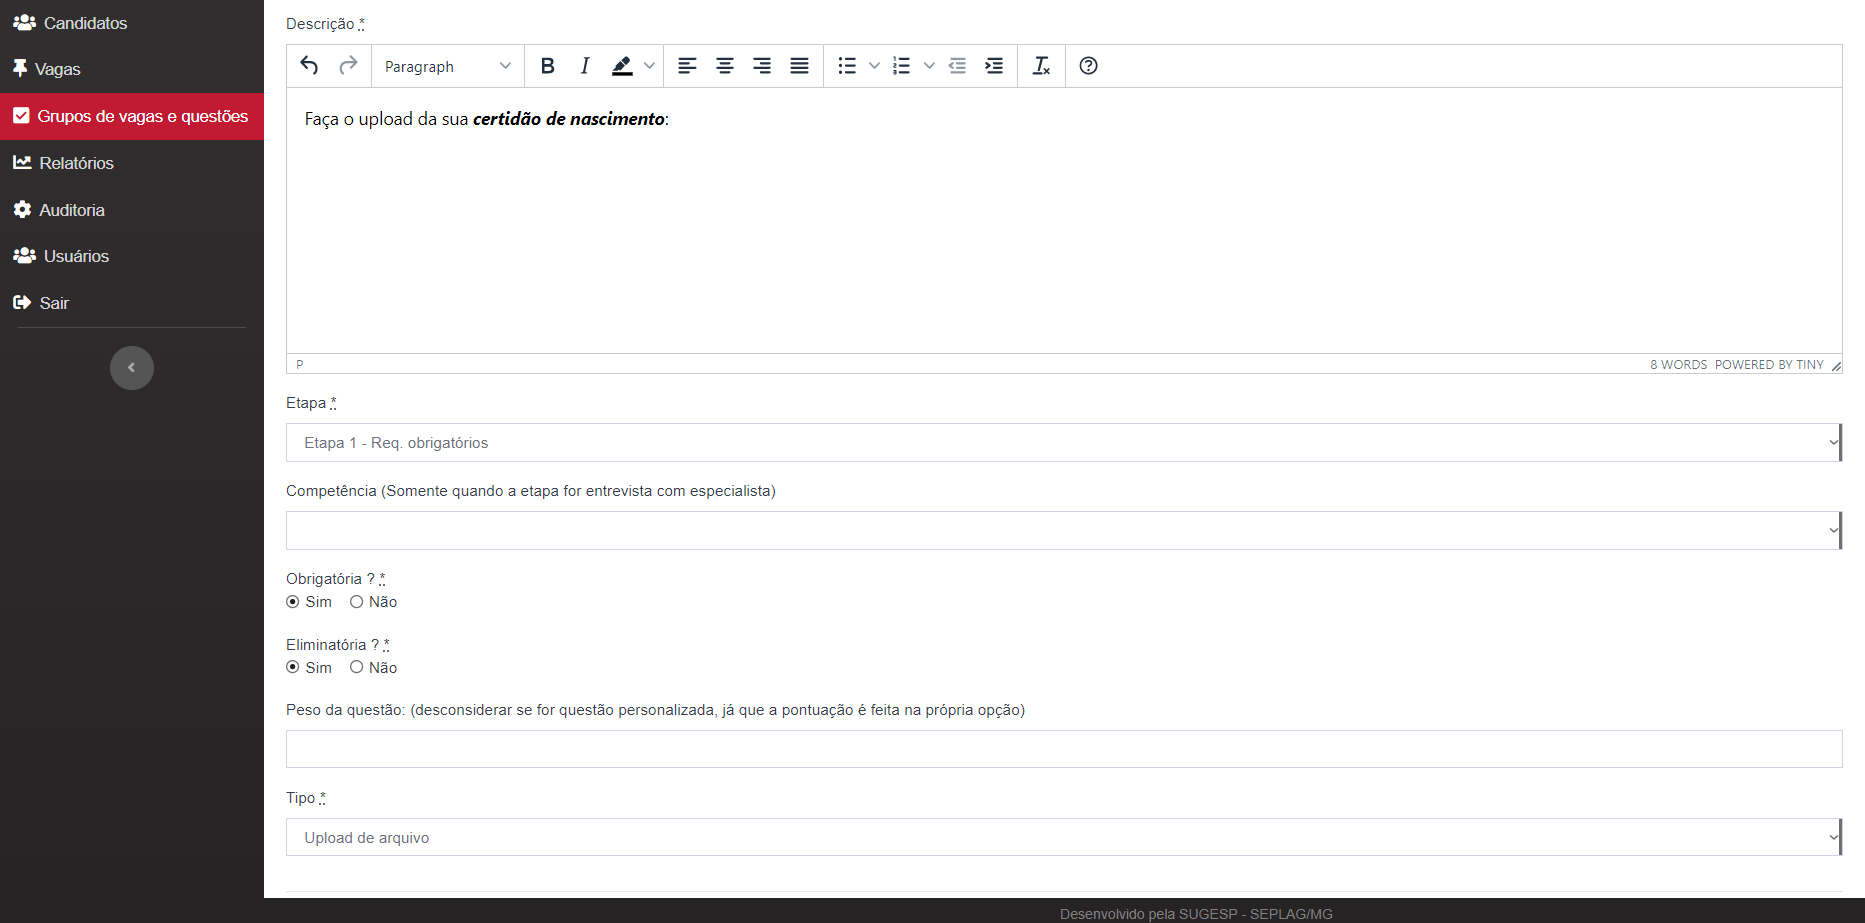 Candidatos
Vagas
Grupos de vagas e questões
Relatórios
Auditoria
Usuários
Sair
Descrição *
Paragraph
Faça o upload da sua certidão de nascimento:
P
8 WORDS POWERED BY TINY
Etapa *
Etapa 1 - Req. obrigatórios
Competência (Somente quando a etapa for entrevista com especialista)
Obrigatória ? *
Sim Não
Eliminatória ? *
Sim Não
Peso da questão: (desconsiderar se for questão personalizada, já que a pontuação é feita na própria opção)
Tipo *
Upload de arquivo
Desenvolvido pela SUGESP - SEPLAG/MG